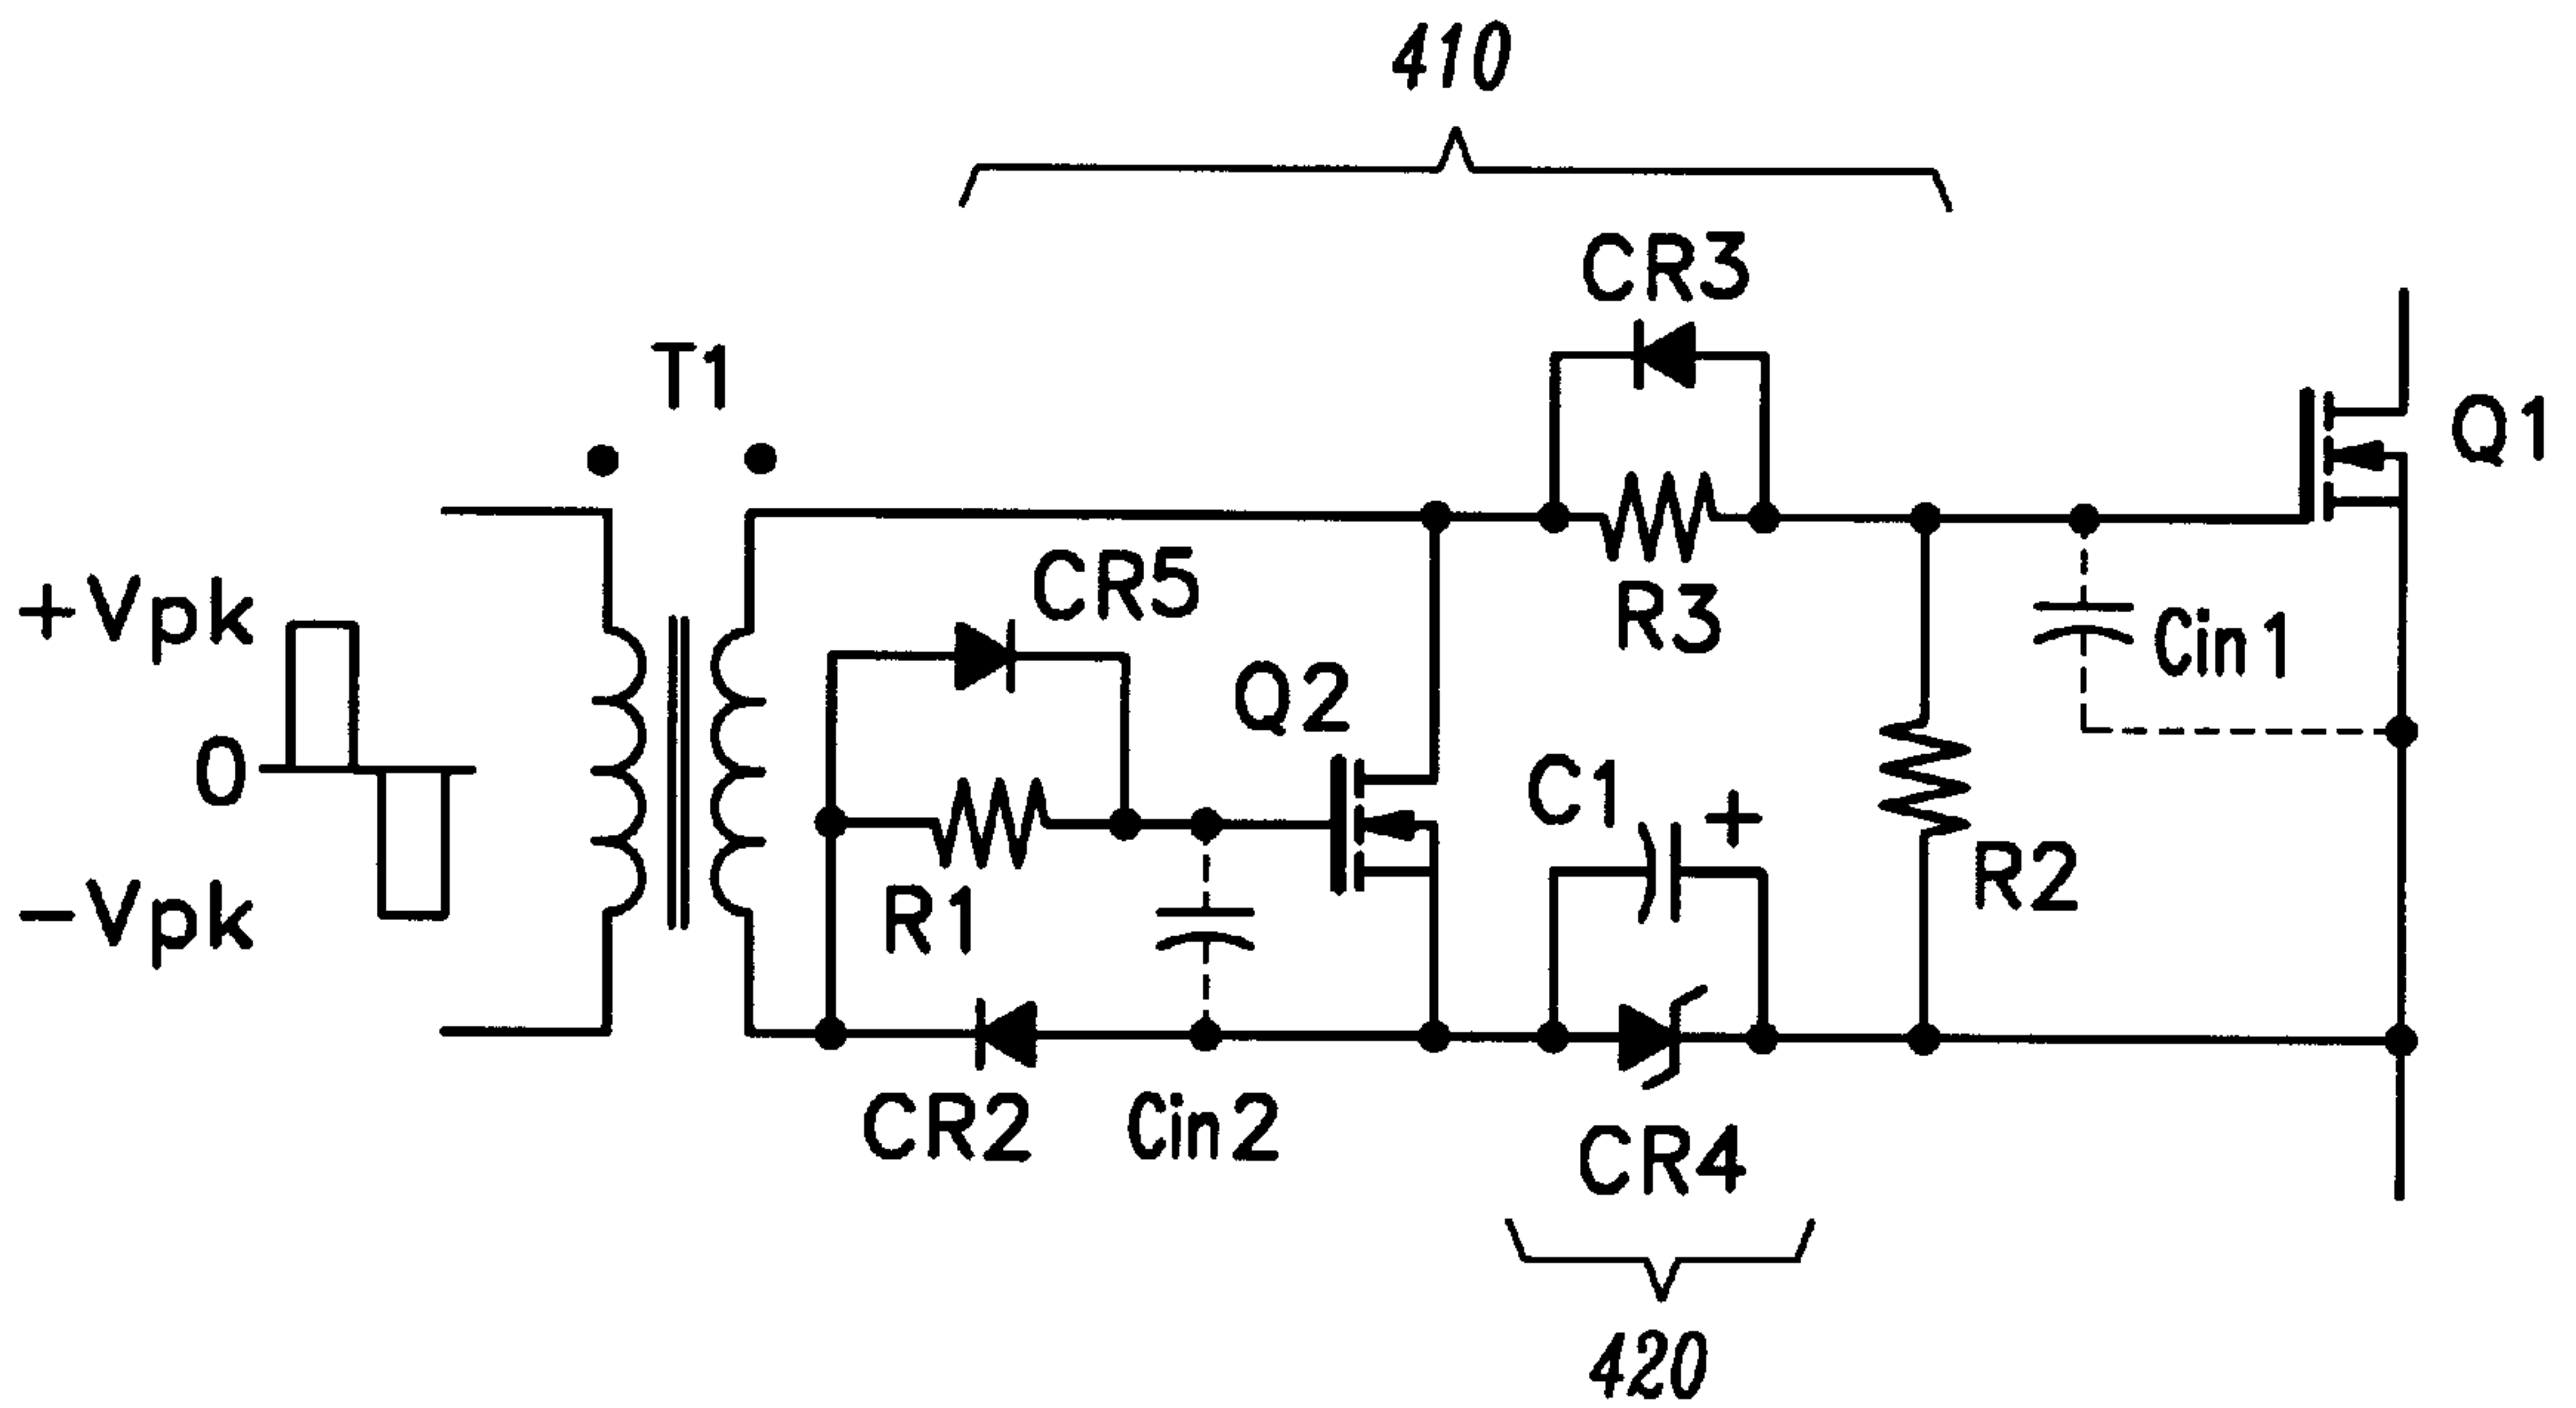 410
CR3
T1
Q1
CR5
+Vpk
R3
Cin1
Q2
0
C1
+
R2
R1
-Vpk
CR2
Cin2
CR4
420